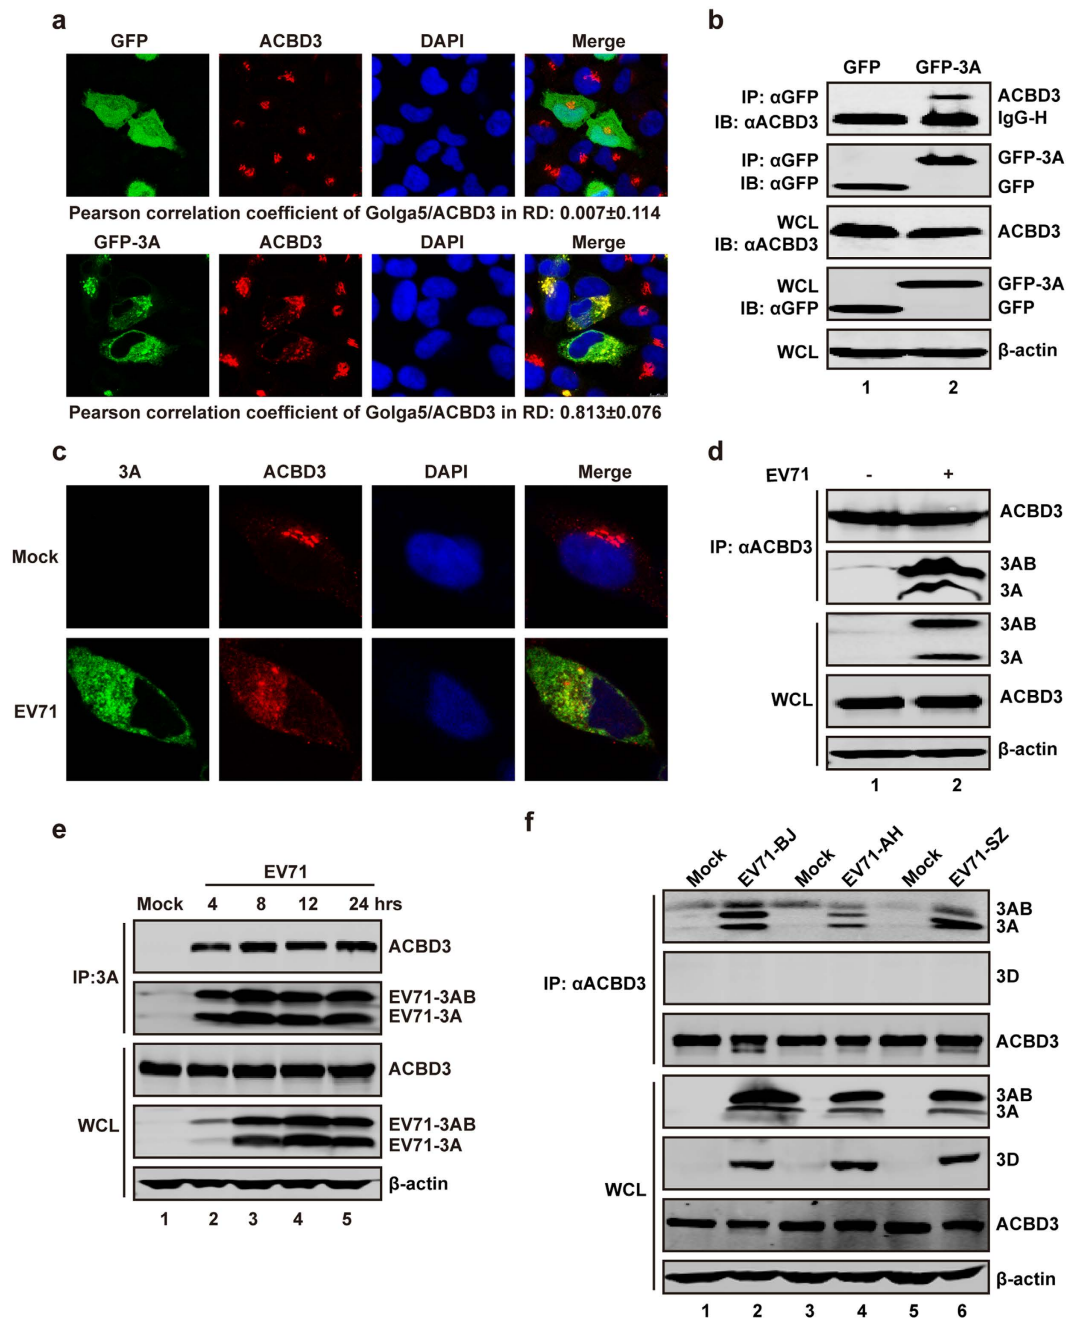 a
GFP ACBD3 DAPI Merge
Pearson correlation coefficient of Golga5/ACBD3 in RD: 0.007±0.114
GFP-3A ACBD3 DAPI Merge
Pearson correlation coefficient of Golga5/ACBD3 in RD: 0.813±0.076
b
GFP GFP-3A
IP: αGFP ACBD3
IB: αACBD3 IgG-H
IP: αGFP GFP-3A
IB: αGFP GFP
WCL
IB: αACBD3 ACBD3
WCL GFP-3A
IB: αGFP GFP
WCL β-actin
1 2
c
3A ACBD3 DAPI Merge
Mock
EV71
d
EV71 - +
IP: αACBD3
ACBD3
3AB
3A
WCL
3AB
3A
ACBD3
β-actin
1 2
e
EV71
Mock 4 8 12 24 hrs
IP:3A
ACBD3
EV71-3AB
EV71-3A
WCL
ACBD3
EV71-3AB
EV71-3A
β-actin
1 2 3 4 5
f
Mock EV71-BJ Mock EV71-AH Mock EV71-SZ
IP: αACBD3
3AB
3A
3D
ACBD3
WCL
3AB
3A
3D
ACBD3
β-actin
1 2 3 4 5 6